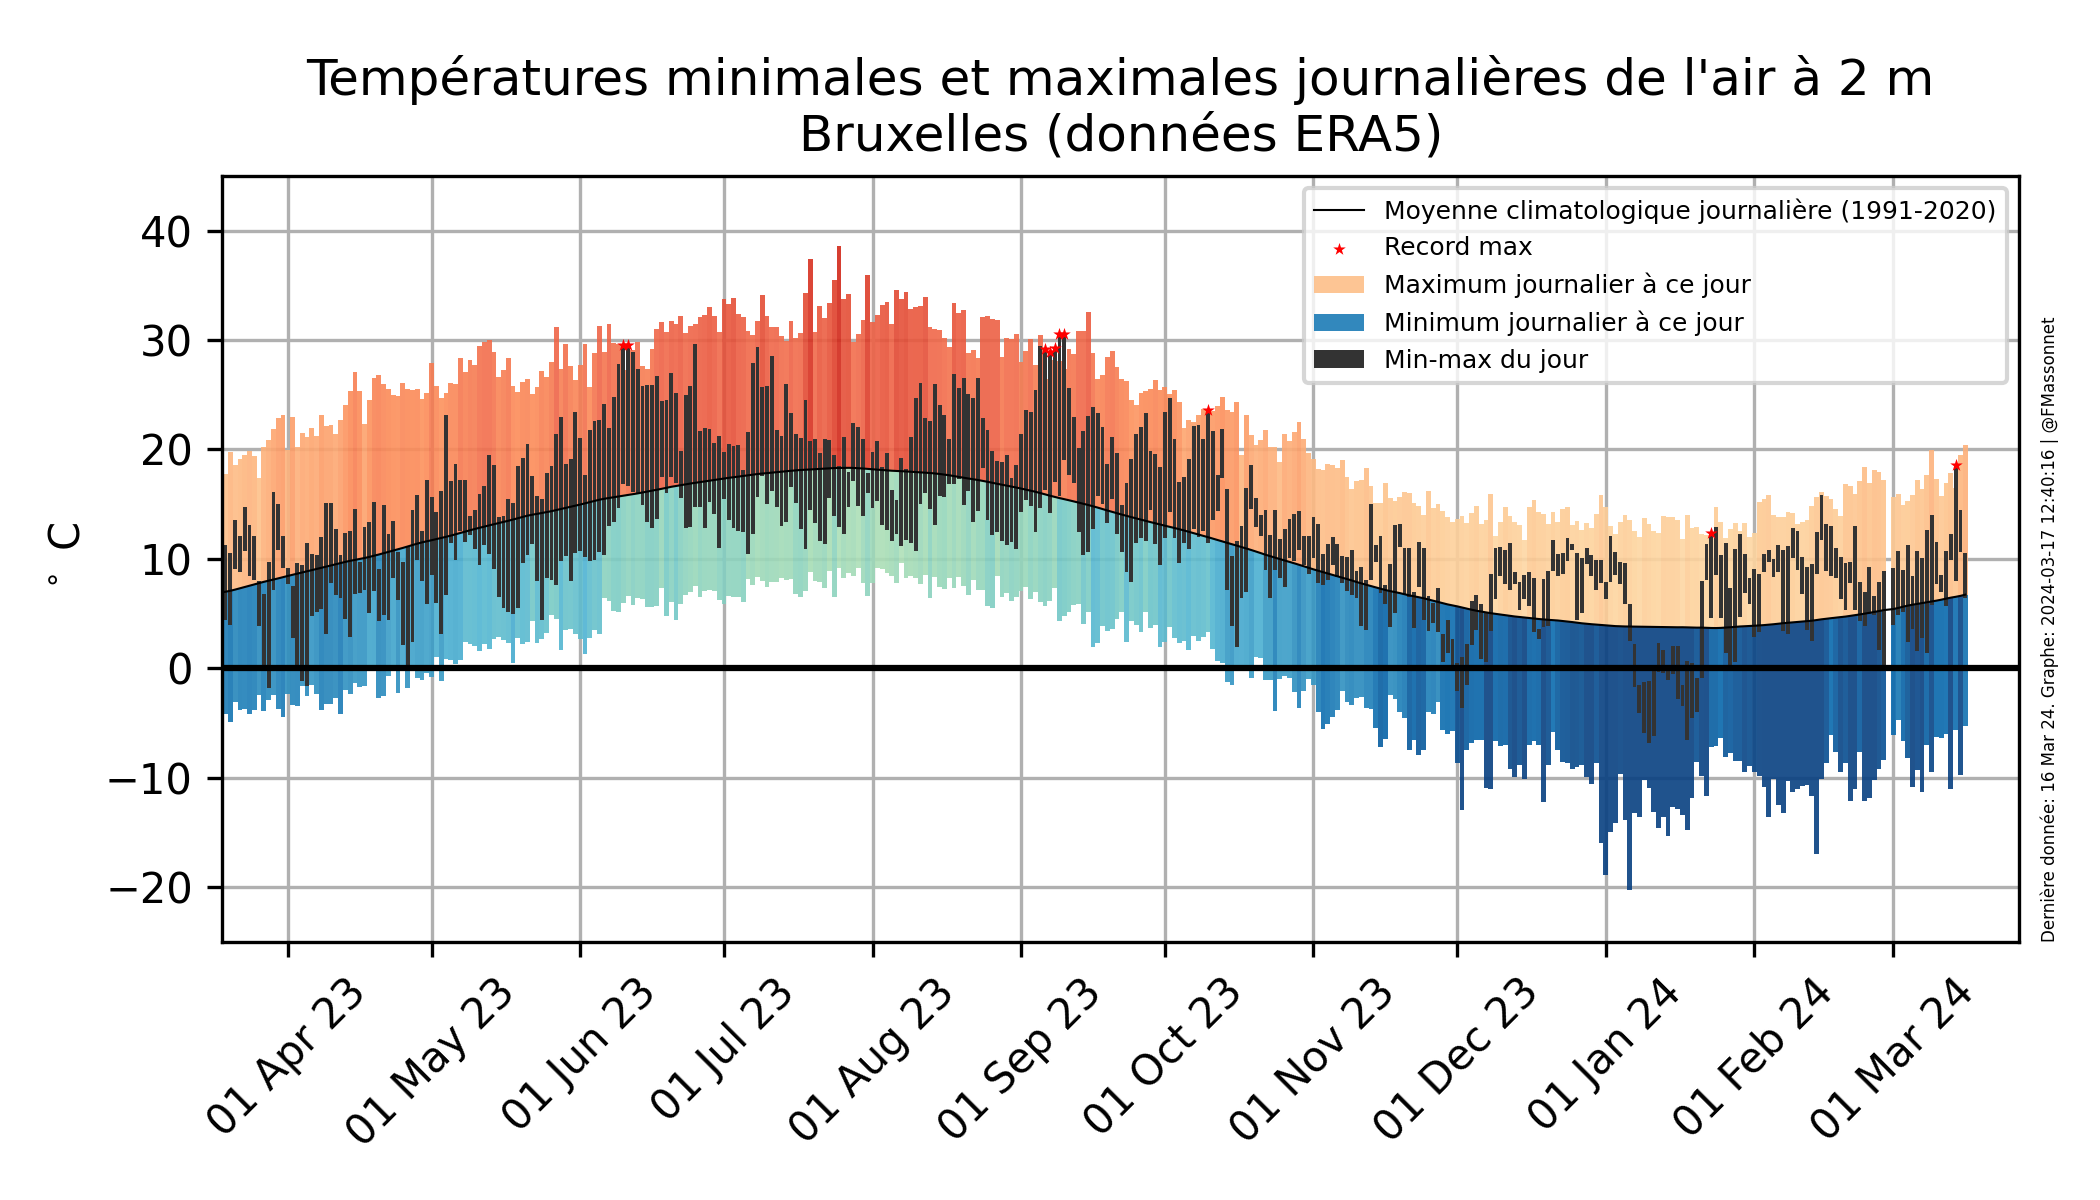 Températures minimales et maximales journalières de l'air à 2 m
Bruxelles (données ERA5)
Moyenne climatologique journalière (1991-2020)
Record max
Maximum journalier à ce jour
Minimum journalier à ce jour
Min-max du jour
° C
40
30
20
10
0
−10
−20
01 Apr 23
01 May 23
01 Jun 23
01 Jul 23
01 Aug 23
01 Sep 23
01 Oct 23
01 Nov 23
01 Dec 23
01 Jan 24
01 Feb 24
01 Mar 24
Dernière donnée: 16 Mar 24. Graphe: 2024-03-17 12:40:16 | @FMassonnet